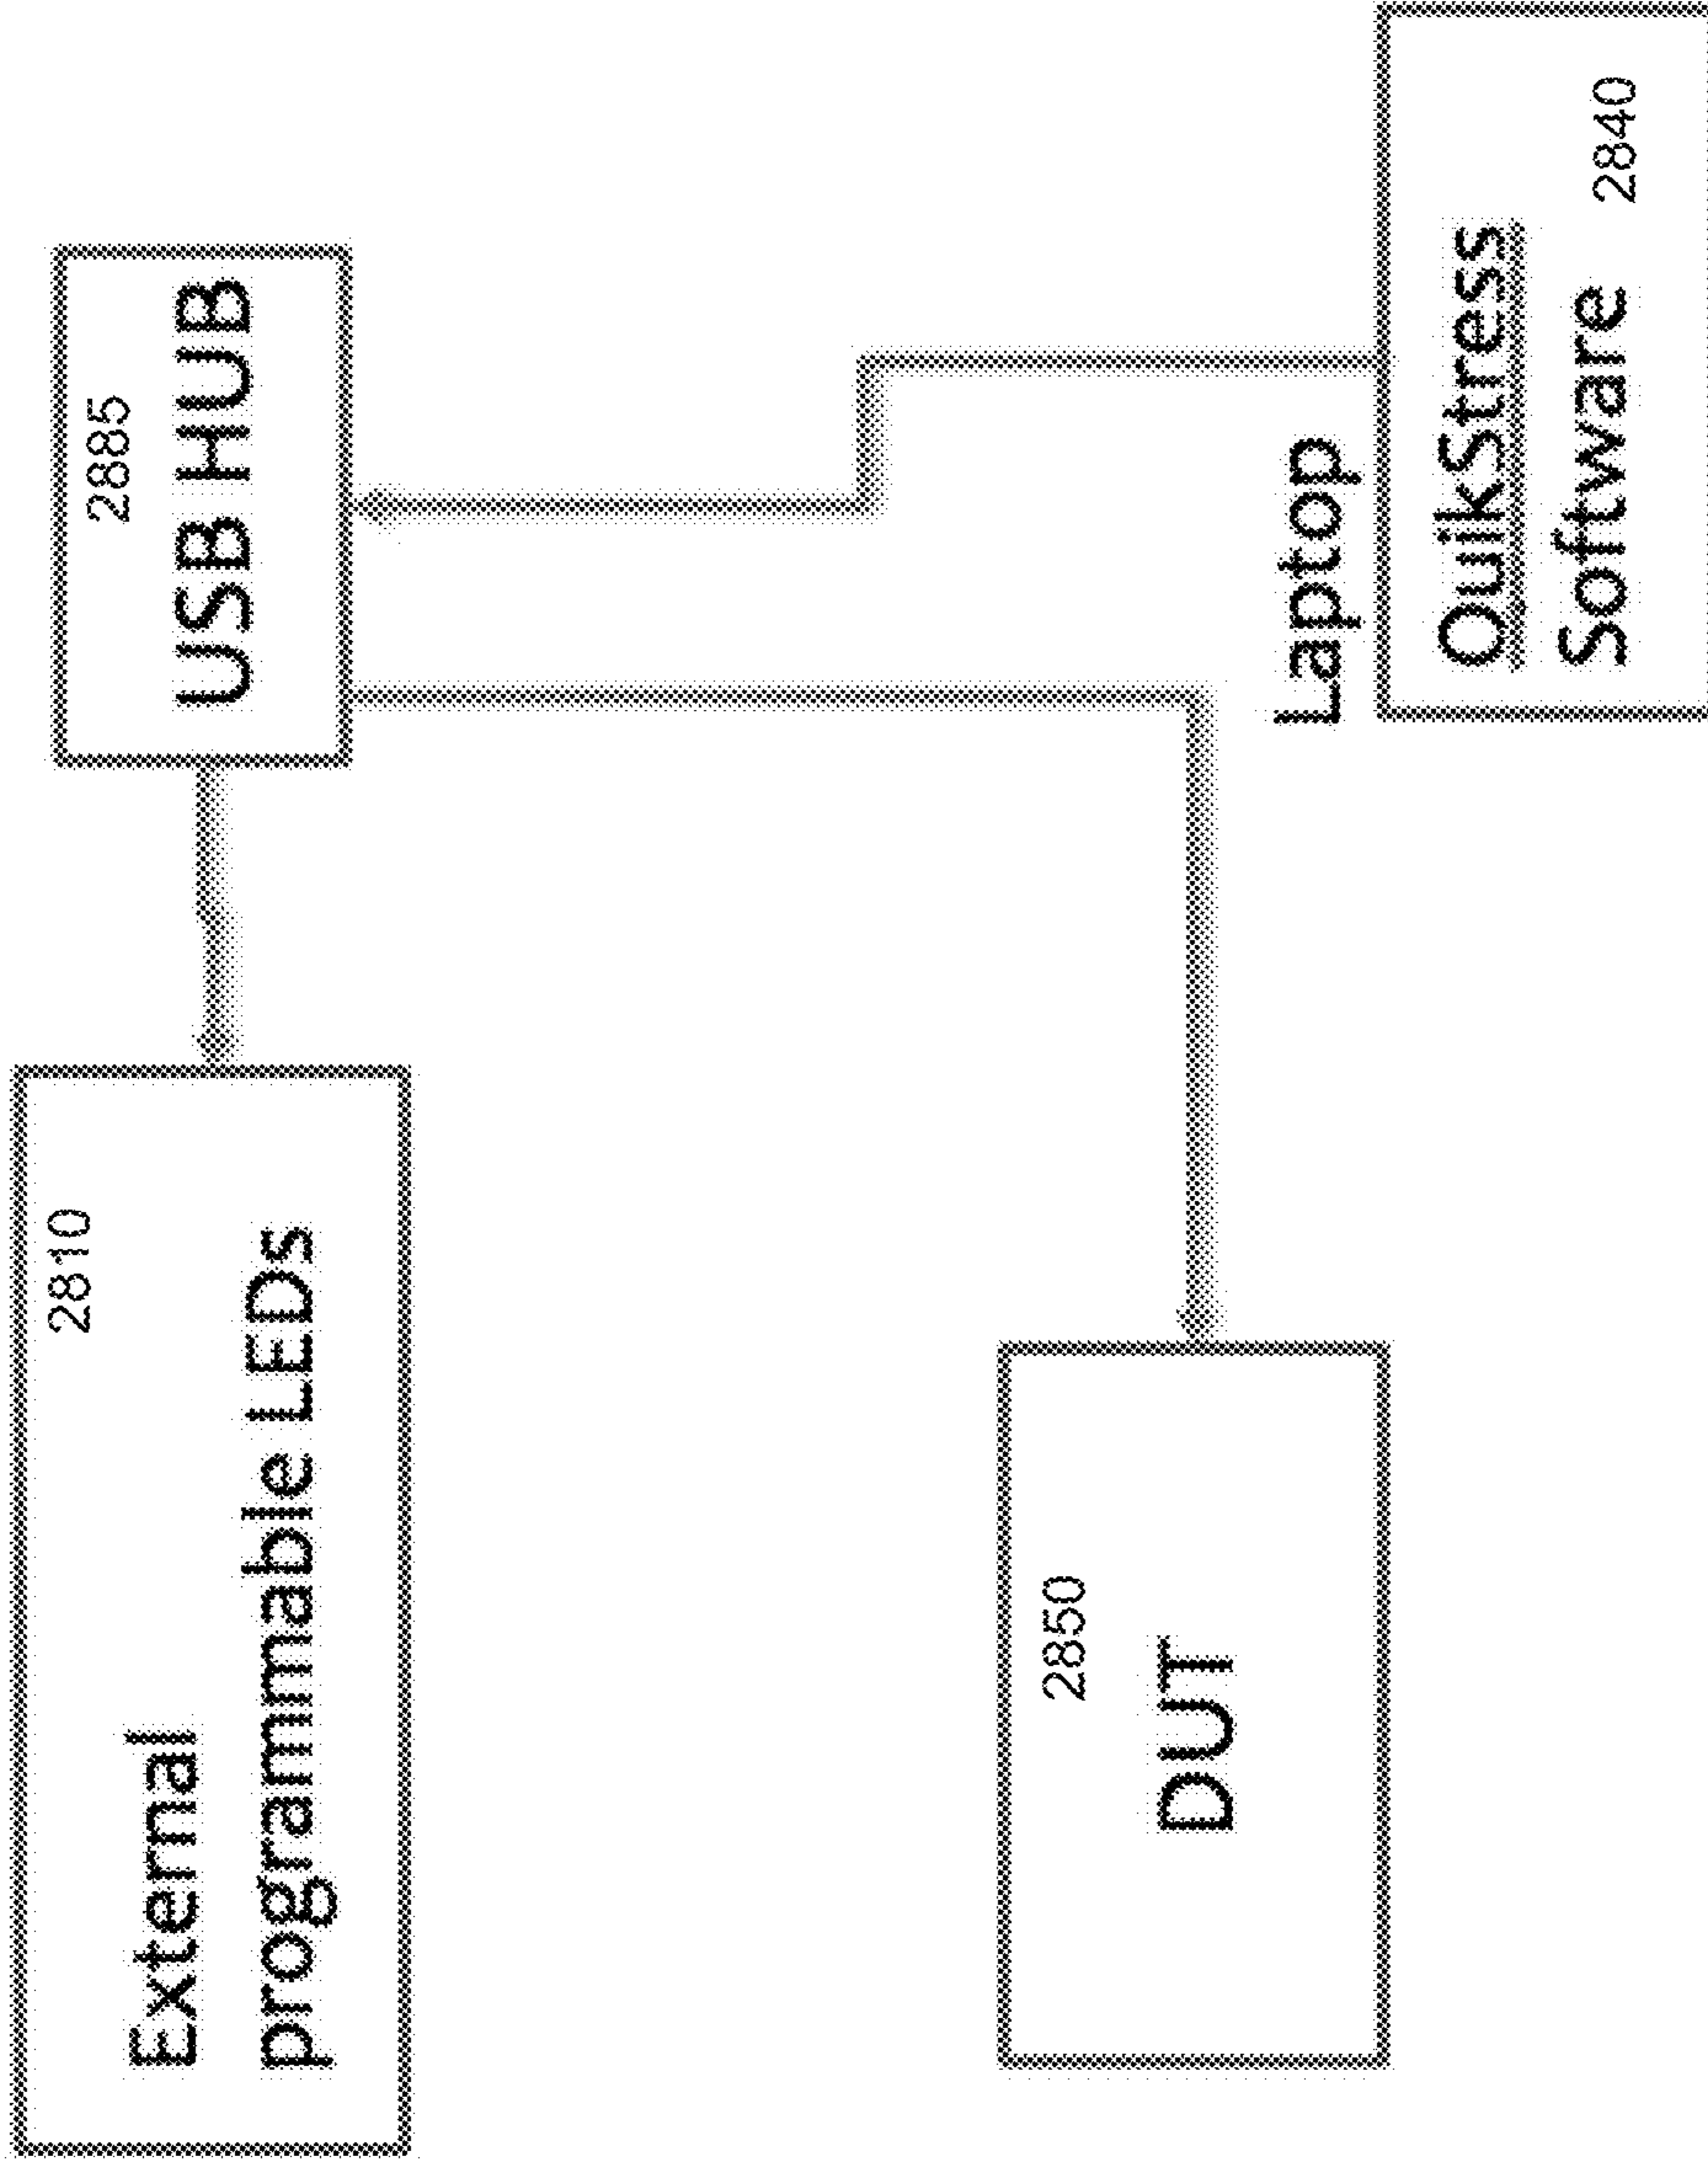 2810
External
programmable LEDs
2885
USB HUB
2850
DUT
Laptop
QuikStress
Software 2840